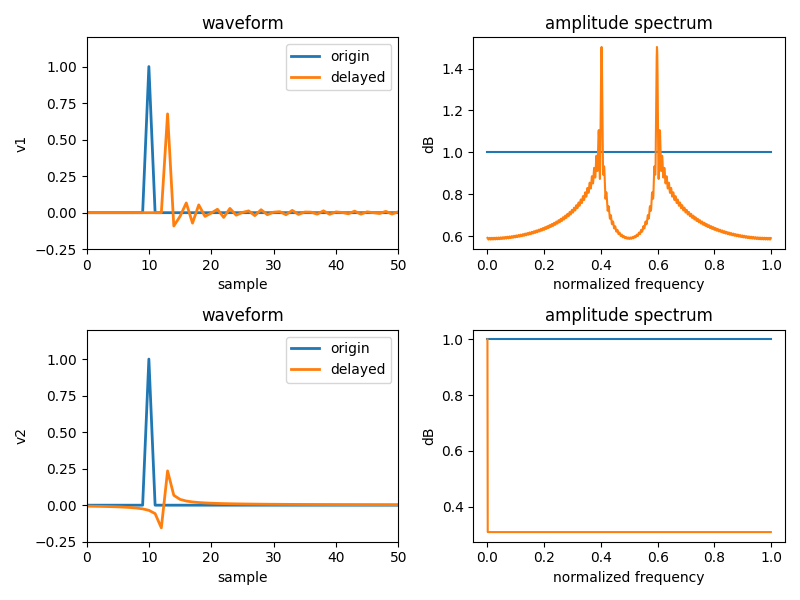 waveform
origin
delayed
v1
1.00
0.75
0.50
0.25
0.00
−0.25
0 10 20 30 40 50
sample
amplitude spectrum
dB
1.4
1.2
1.0
0.8
0.6
0.0 0.2 0.4 0.6 0.8 1.0
normalized frequency
waveform
origin
delayed
v2
1.00
0.75
0.50
0.25
0.00
−0.25
0 10 20 30 40 50
sample
amplitude spectrum
dB
1.0
0.8
0.6
0.4
0.0 0.2 0.4 0.6 0.8 1.0
normalized frequency